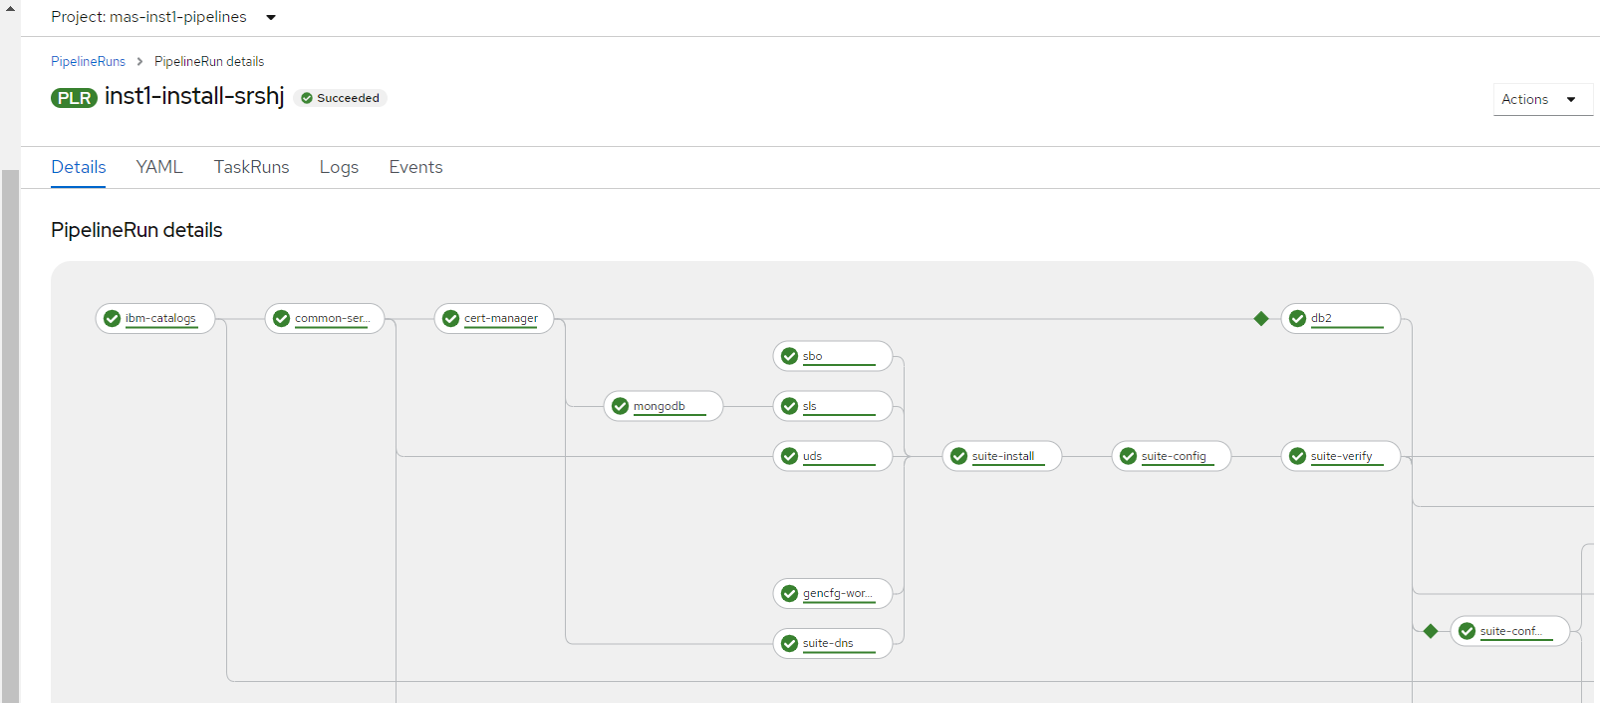 Project: mas-inst1-pipelines
PipelineRuns > PipelineRun details
PLR inst1-install-srshj Succeeded
Actions
Details YAML TaskRuns Logs Events
PipelineRun details
ibm-catalogs common-ser... cert-manager db2
sbo
mongodb sls
uds suite-install suite-config suite-verify
gencfg-wor...
suite-conf...
suite-dns